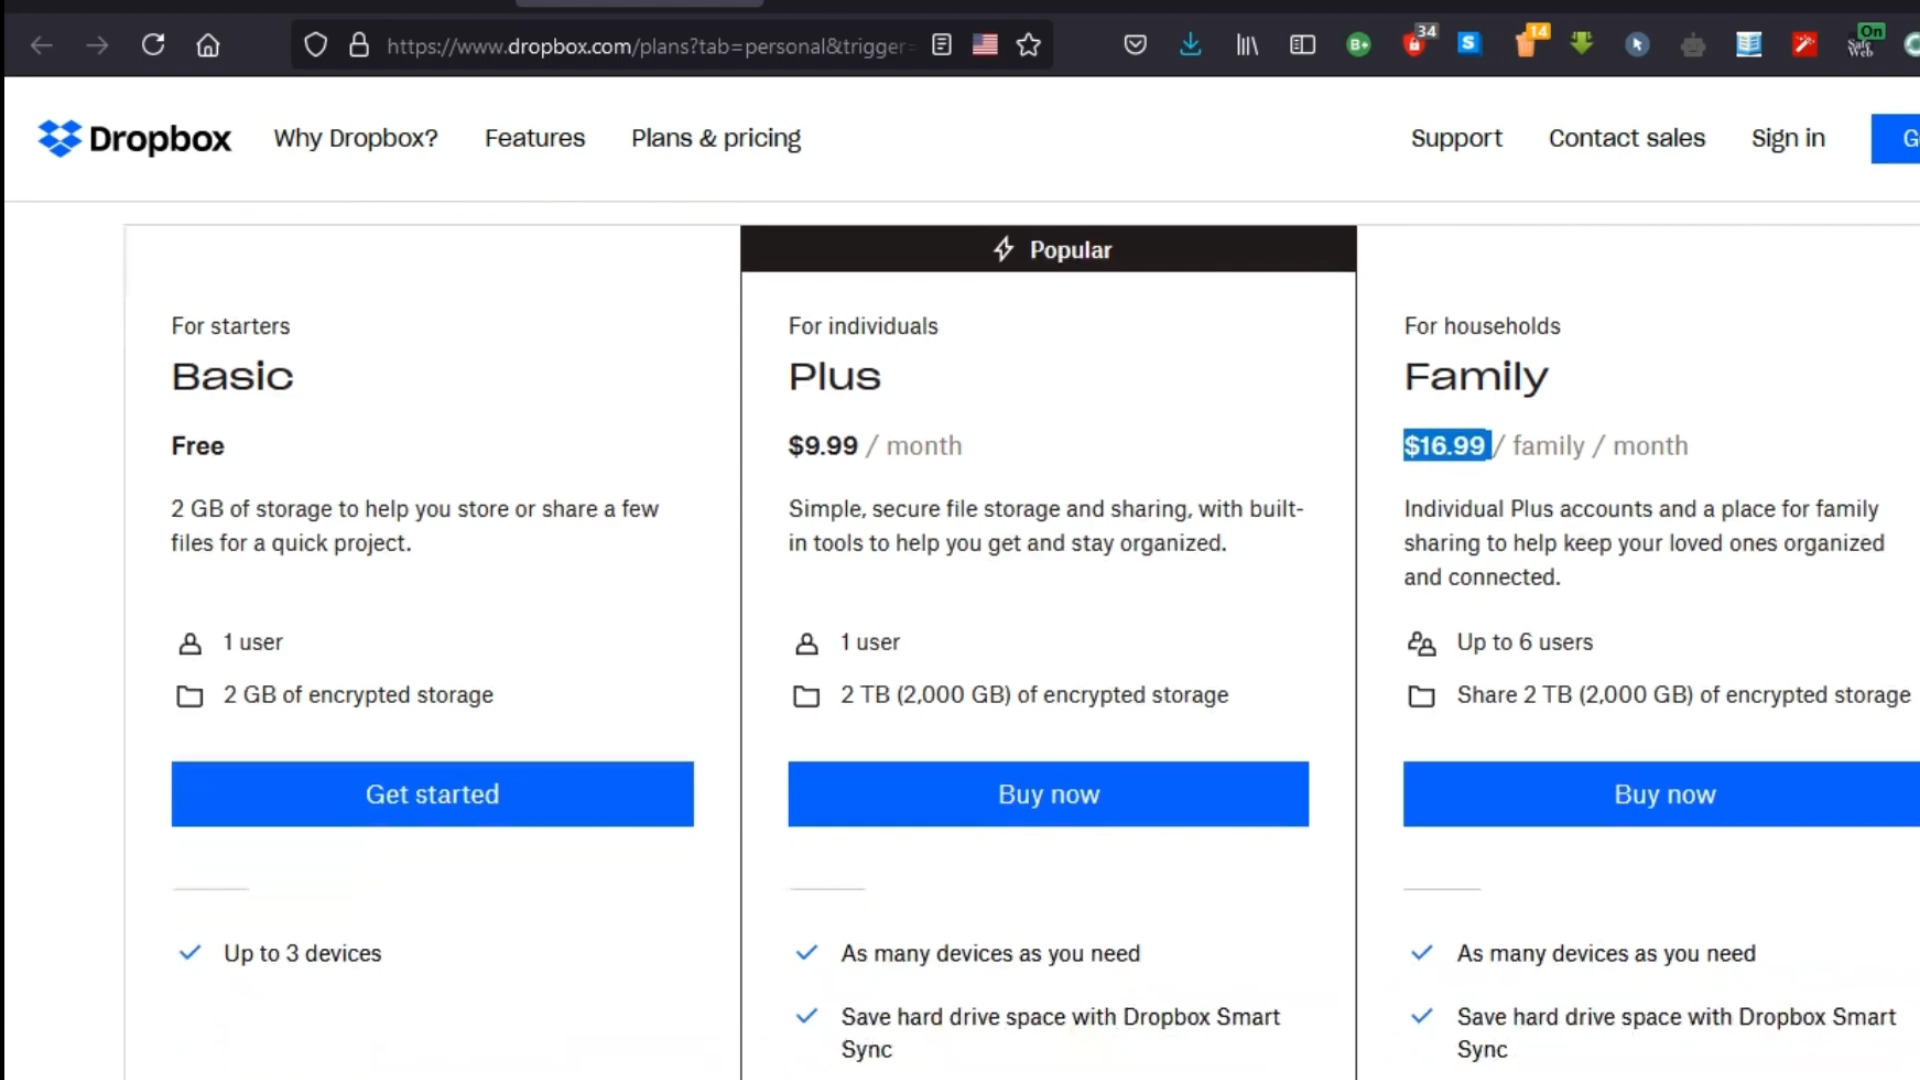 https://www.dropbox.com/plans?tab=personal&trigger=
B+
34
S
14
On
Safe
Web
Dropbox
Why Dropbox?
Features
Plans & pricing
Support
Contact sales
Sign in
G
Popular
For starters
Basic
Free
2 GB of storage to help you store or share a few
files for a quick project.
1 user
2 GB of encrypted storage
Get started
Up to 3 devices
For individuals
Plus
$9.99 / month
Simple, secure file storage and sharing, with built-
in tools to help you get and stay organized.
1 user
2 TB (2,000 GB) of encrypted storage
Buy now
As many devices as you need
Save hard drive space with Dropbox Smart
Sync
For households
Family
$16.99 / family / month
Individual Plus accounts and a place for family
sharing to help keep your loved ones organized
and connected.
Up to 6 users
Share 2 TB (2,000 GB) of encrypted storage
Buy now
As many devices as you need
Save hard drive space with Dropbox Smart
Sync